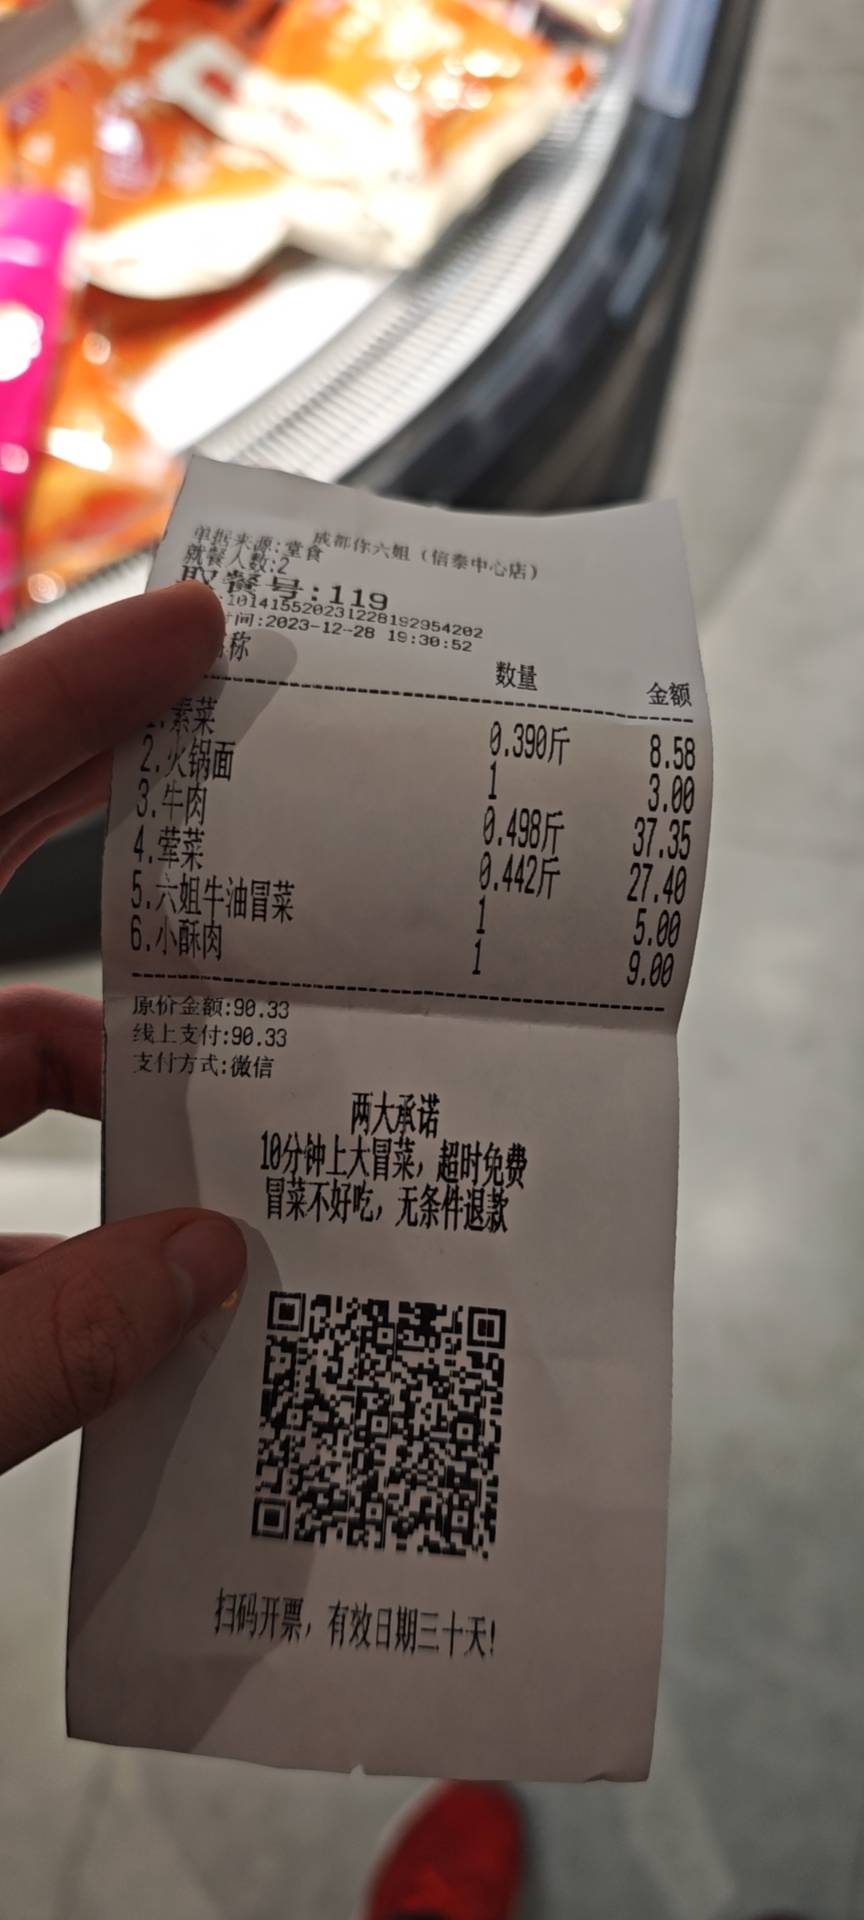 成都你六姐（信泰中心店）
单据来源:堂食
就餐人数:2
取餐号:119
:101415520231228192954202
时间:2023-12-28 19:30:52
名称 数量 金额
1.素菜 0.390斤 8.58
2.火锅面 1 3.00
3.牛肉 0.498斤 37.35
4.荤菜 0.442斤 27.40
5.六姐牛油冒菜 1 5.00
6.小酥肉 1 9.00
原价金额:90.33
线上支付:90.33
支付方式:微信
两大承诺
10分钟上大冒菜，超时免费
冒菜不好吃，无条件退款
扫码开票，有效日期三十天!